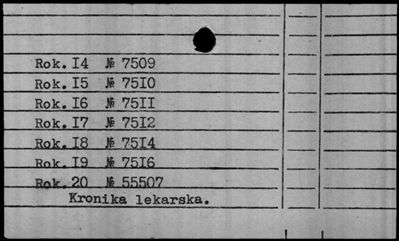 Rok. I4 № 7509
Rok. I5 № 75I0
Rok. I6 № 75II
Rok. I7 № 75I2
Rok. I8 № 75I4
Rok. I9 № 75I6
Rok. 20 № 55507
Kronika lekarska.